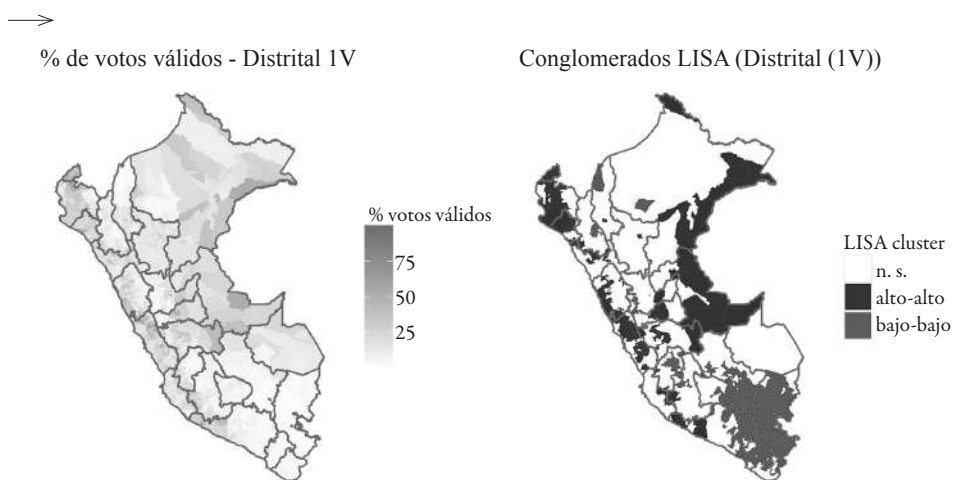 % de votos válidos - Distrital 1V
% votos válidos
75
50
25
Conglomerados LISA (Distrital (1V))
LISA cluster
n. s.
alto-alto
bajo-bajo